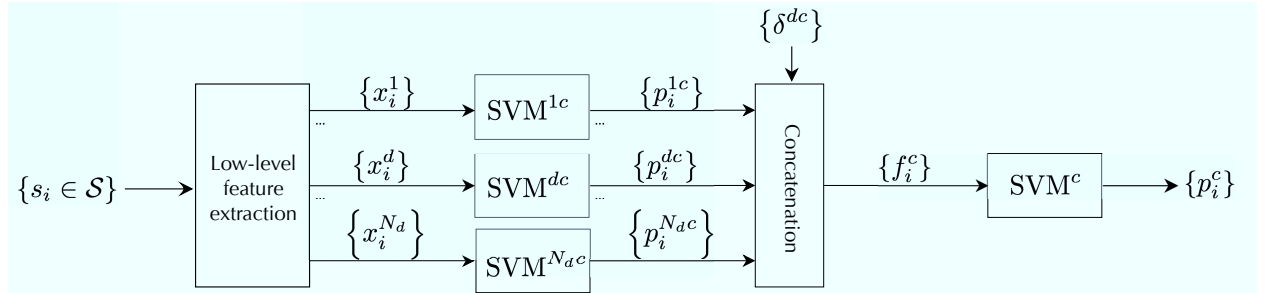 {δ^{dc}}
{x_i^1}
{p_i^{1c}}
SVM^{1c}
...
...
Low-level
feature
extraction
{s_i ∈ 𝒮}
{x_i^d}
SVM^{dc}
{p_i^{dc}}
...
...
{x_i^{N_d}}
SVM^{N_d c}
{p_i^{N_d c}}
Concatenation
{f_i^c}
SVM^c
{p_i^c}